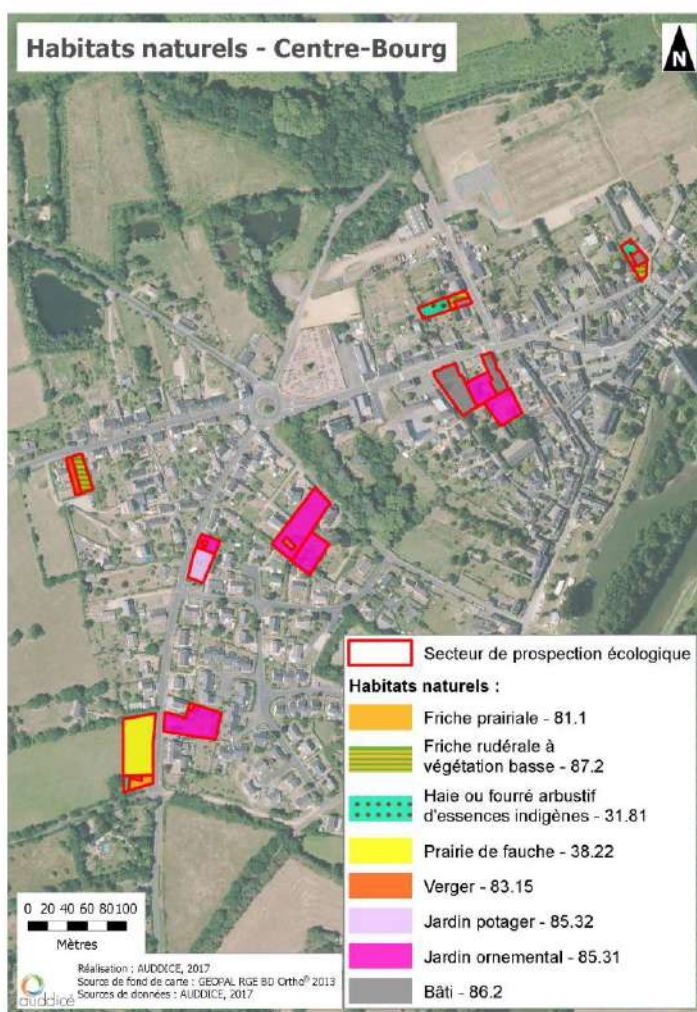 Habitats naturels - Centre-Bourg
N
Secteur de prospection écologique
Habitats naturels :
Friche prairiale - 81.1
Friche rudérale à
végétation basse - 87.2
Haie ou fourré arbustif
d'essences indigènes - 31.81
Prairie de fauche - 38.22
Verger - 83.15
Jardin potager - 85.32
Jardin ornemental - 85.31
Bâti - 86.2
0 20 40 60 80 100
Mètres
Réalisation : AUDDICE, 2017
Source de fond de carte : GEOPAL RGE BD Ortho® 2013
Sources de données : AUDDICE, 2017
auddicé